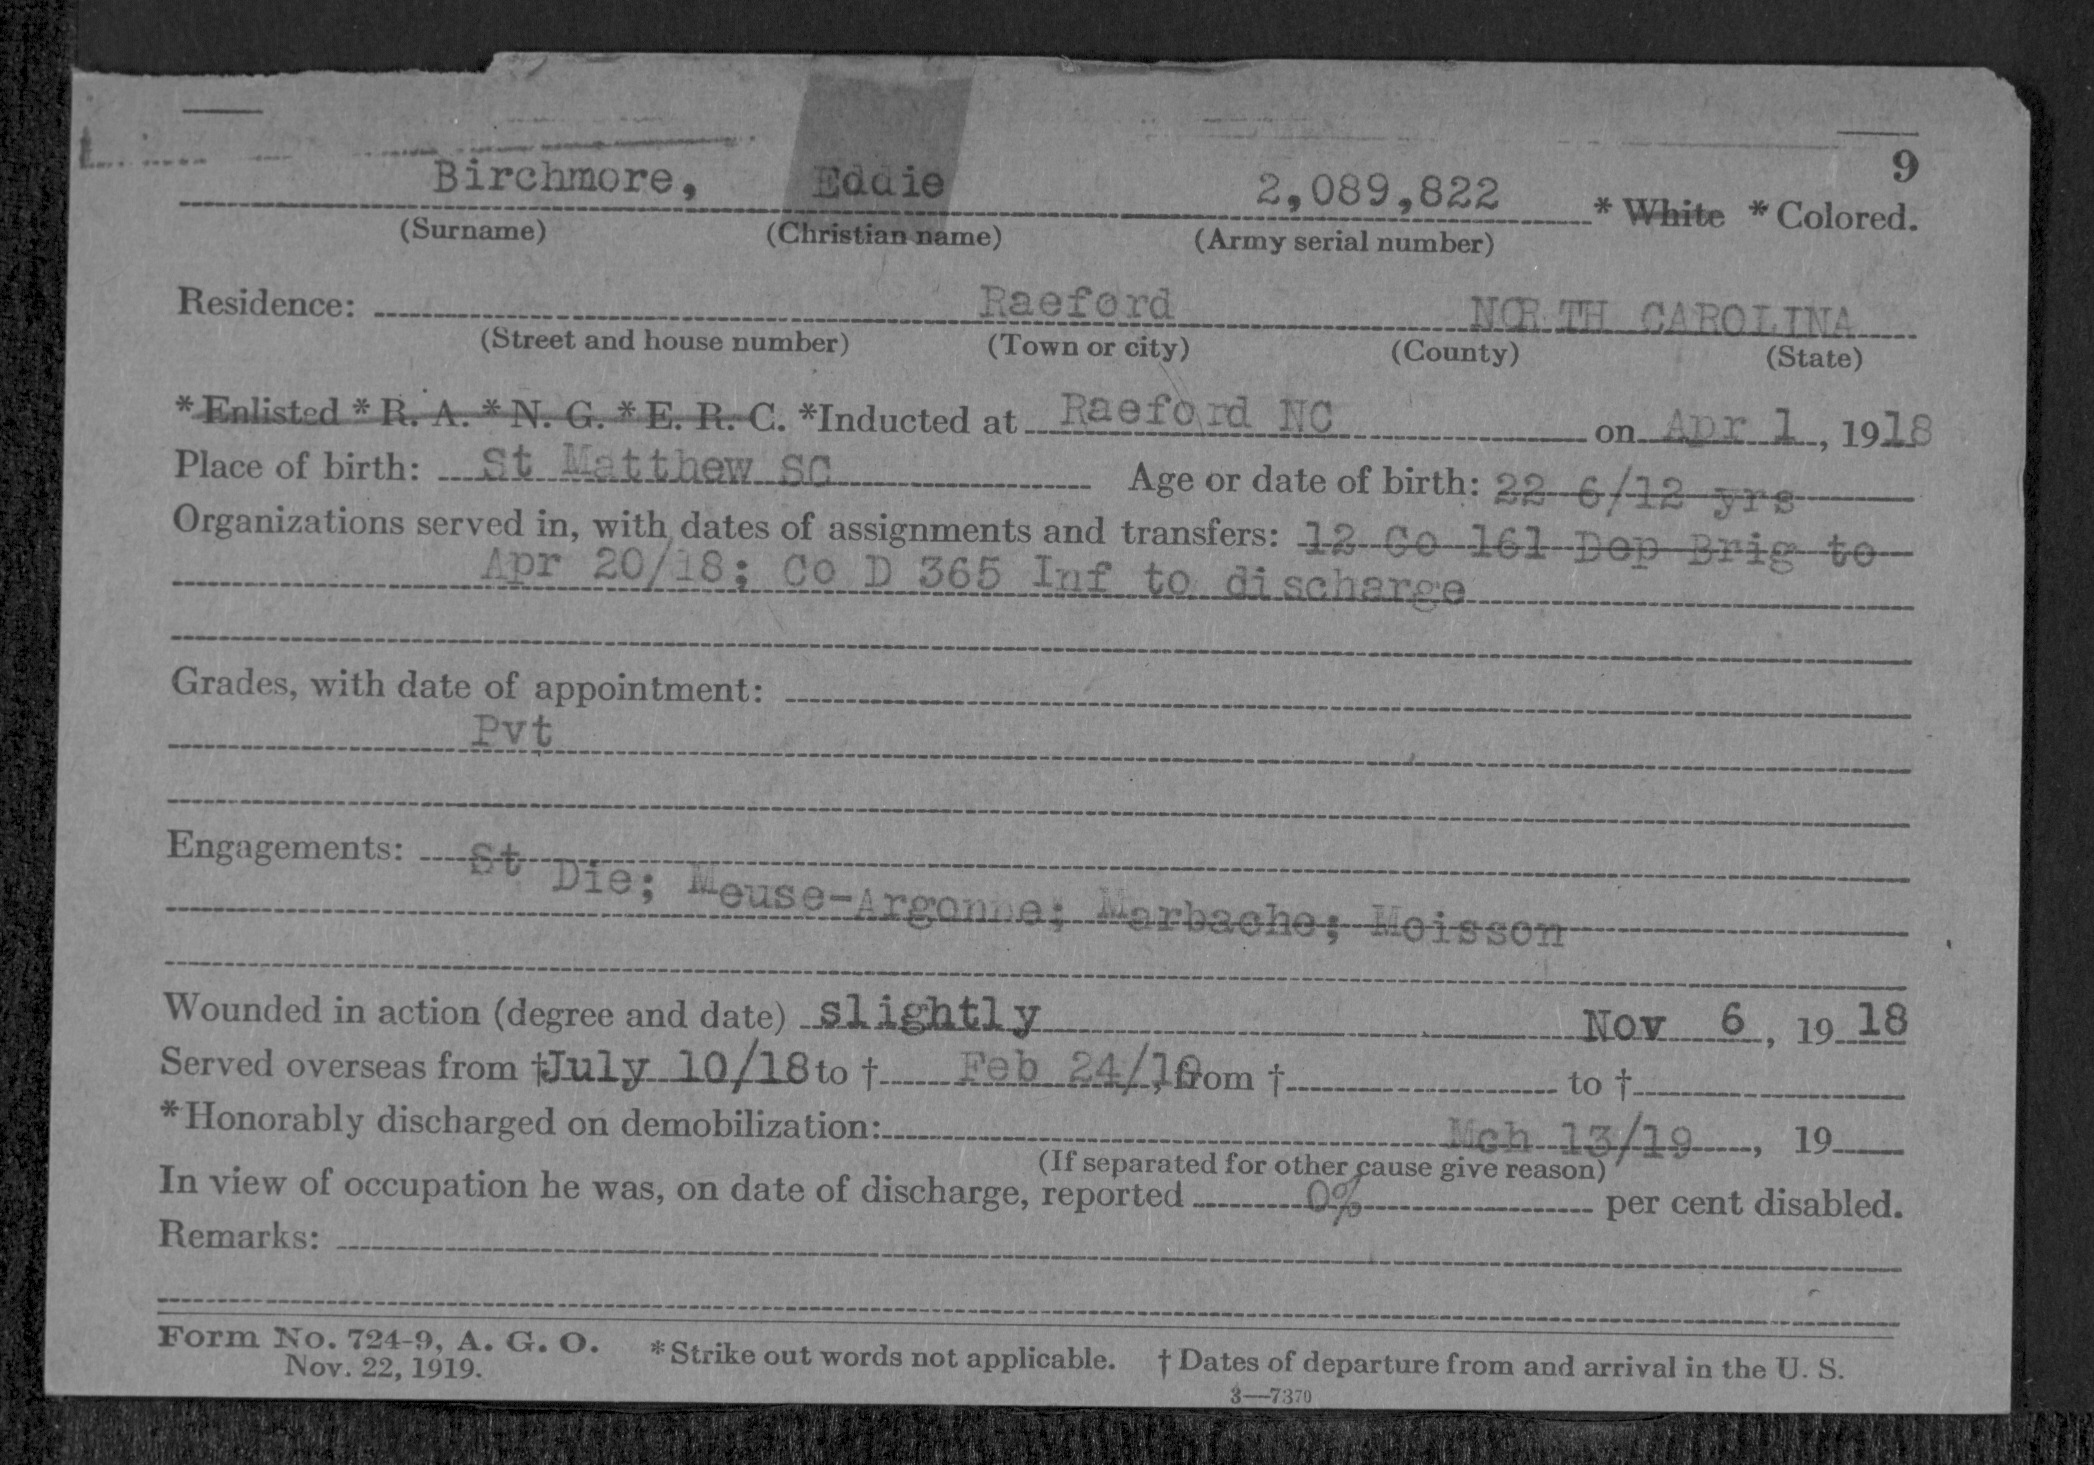 9
Birchmore, Eddie 2,089,822 * White * Colored.
(Surname) (Christian name) (Army serial number)
Residence: Raeford NORTH CAROLINA
(Street and house number) (Town or city) (County) (State)
*Enlisted *R. A. *N. G. *E. R. C. *Inducted at Raeford NC on Apr 1, 1918
Place of birth: St Matthew SC Age or date of birth: 22 6/12 yrs
Organizations served in, with dates of assignments and transfers: 12 Co 161 Dep Brig to
Apr 20/18; Co D 365 Inf to discharge
Grades, with date of appointment:
Pvt
Engagements: St Die; Meuse-Argonne; Marbache; Moisson
Wounded in action (degree and date) slightly Nov 6, 19 18
Served overseas from †July 10/18 to † Feb 24/19, from † to †
*Honorably discharged on demobilization: Mch 13/19, 19
(If separated for other cause give reason)
In view of occupation he was, on date of discharge, reported 0% per cent disabled.
Remarks:
Form No. 724-9, A. G. O. *Strike out words not applicable. † Dates of departure from and arrival in the U. S.
Nov. 22, 1919.
3—7370